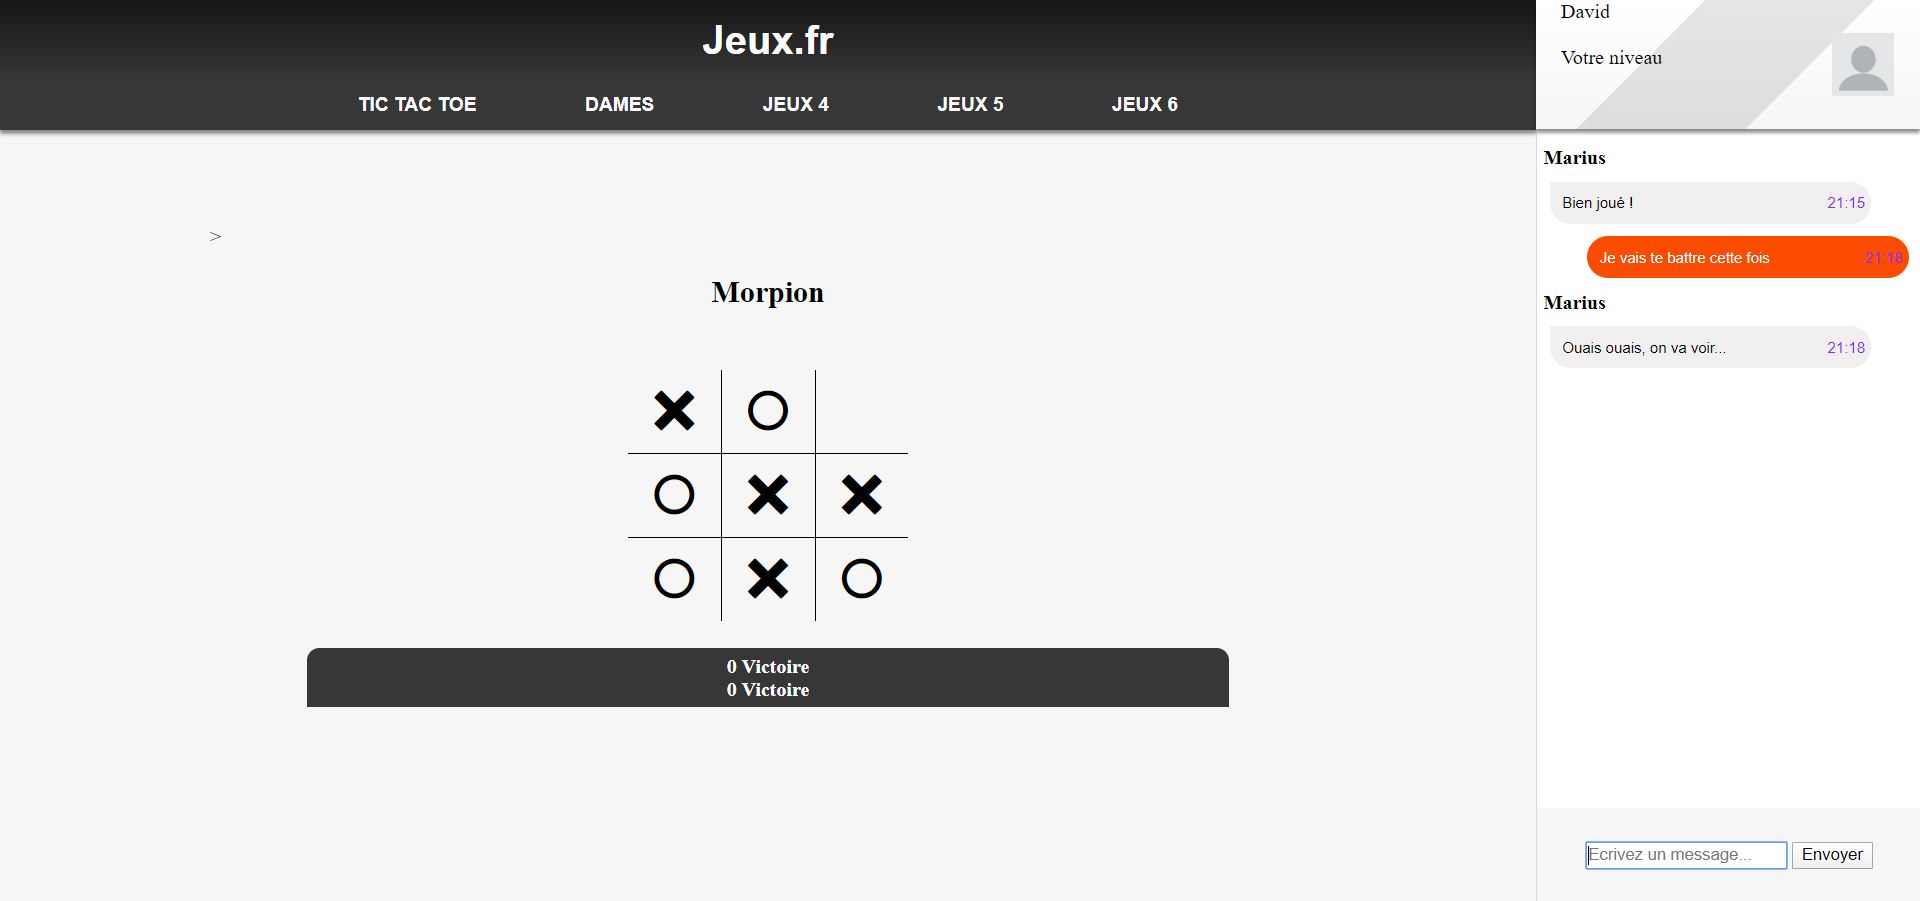 Jeux.fr
TIC TAC TOE DAMES JEUX 4 JEUX 5 JEUX 6
David
Votre niveau
>
Morpion
0 Victoire
0 Victoire
Marius
Bien joué ! 21:15
Je vais te battre cette fois 21:18
Marius
Ouais ouais, on va voir... 21:18
Ecrivez un message... Envoyer